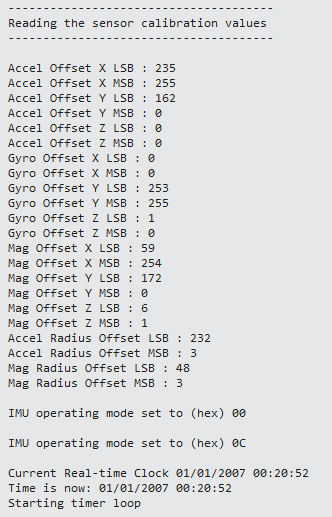 --------------------------------------
Reading the sensor calibration values
--------------------------------------
Accel Offset X LSB : 235
Accel Offset X MSB : 255
Accel Offset Y LSB : 162
Accel Offset Y MSB : 0
Accel Offset Z LSB : 0
Accel Offset Z MSB : 0
Gyro Offset X LSB : 0
Gyro Offset X MSB : 0
Gyro Offset Y LSB : 253
Gyro Offset Y MSB : 255
Gyro Offset Z LSB : 1
Gyro Offset Z MSB : 0
Mag Offset X LSB : 59
Mag Offset X MSB : 254
Mag Offset Y LSB : 172
Mag Offset Y MSB : 0
Mag Offset Z LSB : 6
Mag Offset Z MSB : 1
Accel Radius Offset LSB : 232
Accel Radius Offset MSB : 3
Mag Radius Offset LSB : 48
Mag Radius Offset MSB : 3
IMU operating mode set to (hex) 00
IMU operating mode set to (hex) 0C
Current Real-time Clock 01/01/2007 00:20:52
Time is now: 01/01/2007 00:20:52
Starting timer loop